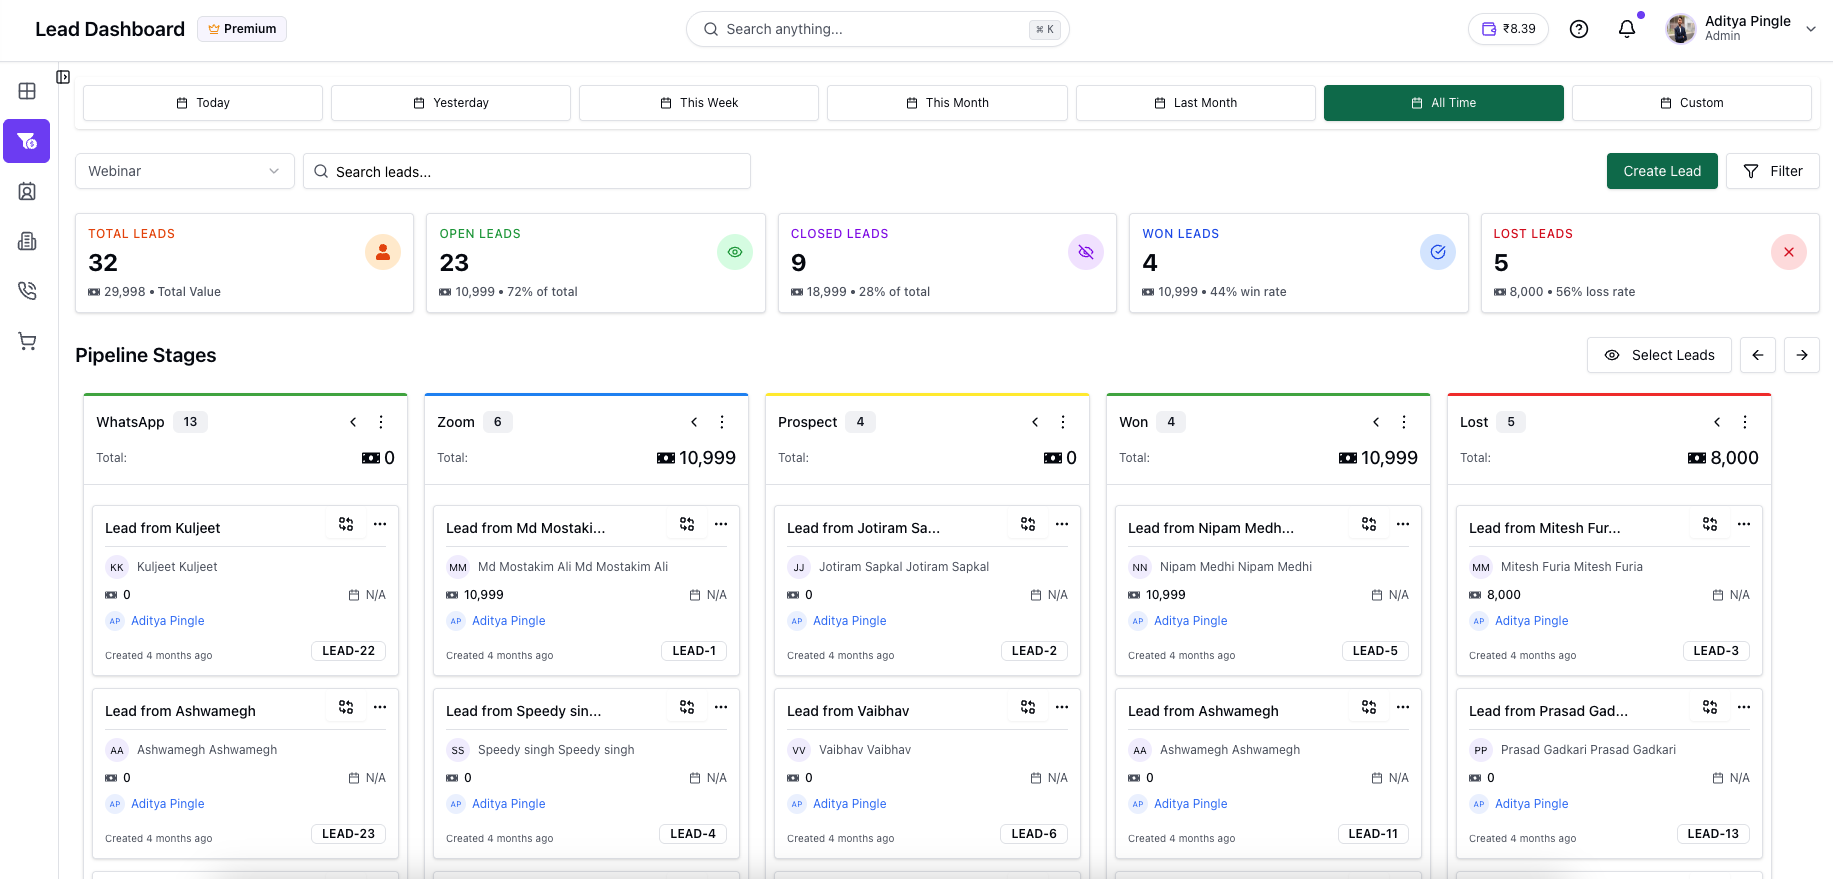 Lead Dashboard Premium Search anything... ⌘ K ₹8.39 Aditya Pingle
Admin
Today Yesterday This Week This Month Last Month All Time Custom
Webinar Search leads... Create Lead Filter
TOTAL LEADS OPEN LEADS CLOSED LEADS WON LEADS LOST LEADS
32 23 9 4 5
29,998 • Total Value 10,999 • 72% of total 18,999 • 28% of total 10,999 • 44% win rate 8,000 • 56% loss rate
Pipeline Stages Select Leads
WhatsApp 13 Zoom 6 Prospect 4 Won 4 Lost 5
Total: 0 Total: 10,999 Total: 0 Total: 10,999 Total: 8,000
Lead from Kuljeet Lead from Md Mostaki... Lead from Jotiram Sa... Lead from Nipam Medh... Lead from Mitesh Fur...
KK Kuljeet Kuljeet MM Md Mostakim Ali Md Mostakim Ali JJ Jotiram Sapkal Jotiram Sapkal NN Nipam Medhi Nipam Medhi MM Mitesh Furia Mitesh Furia
0 N/A 10,999 N/A 0 N/A 10,999 N/A 8,000 N/A
AP Aditya Pingle AP Aditya Pingle AP Aditya Pingle AP Aditya Pingle AP Aditya Pingle
Created 4 months ago LEAD-22 Created 4 months ago LEAD-1 Created 4 months ago LEAD-2 Created 4 months ago LEAD-5 Created 4 months ago LEAD-3
Lead from Ashwamegh Lead from Speedy sin... Lead from Vaibhav Lead from Ashwamegh Lead from Prasad Gad...
AA Ashwamegh Ashwamegh SS Speedy singh Speedy singh VV Vaibhav Vaibhav AA Ashwamegh Ashwamegh PP Prasad Gadkari Prasad Gadkari
0 N/A 0 N/A 0 N/A 0 N/A 0 N/A
AP Aditya Pingle AP Aditya Pingle AP Aditya Pingle AP Aditya Pingle AP Aditya Pingle
Created 4 months ago LEAD-23 Created 4 months ago LEAD-4 Created 4 months ago LEAD-6 Created 4 months ago LEAD-11 Created 4 months ago LEAD-13